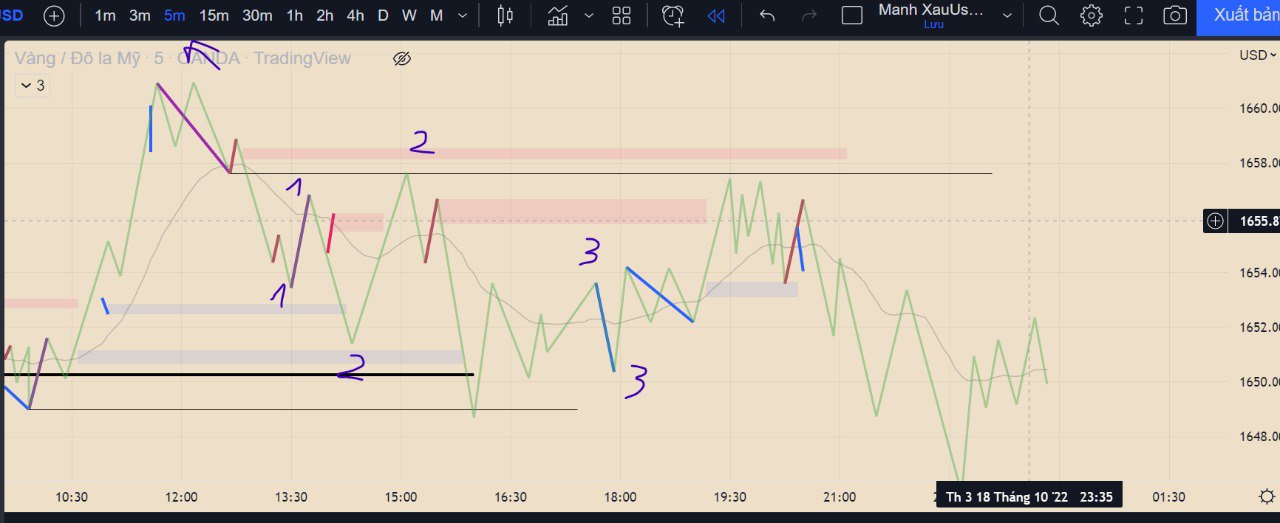 SD 1m 3m 5m 15m 30m 1h 2h 4h D W M Manh XauUs... Xuất bản
Lưu
Vàng / Đô la Mỹ · 5 · OANDA · TradingView
USD
3
1660.00
2
1658.00
1
1655.8
3
1654.00
1
1652.00
2
1650.00
3
1648.00
10:30 12:00 13:30 15:00 16:30 18:00 19:30 21:00 Th 3 18 Tháng 10 '22 23:35 01:30